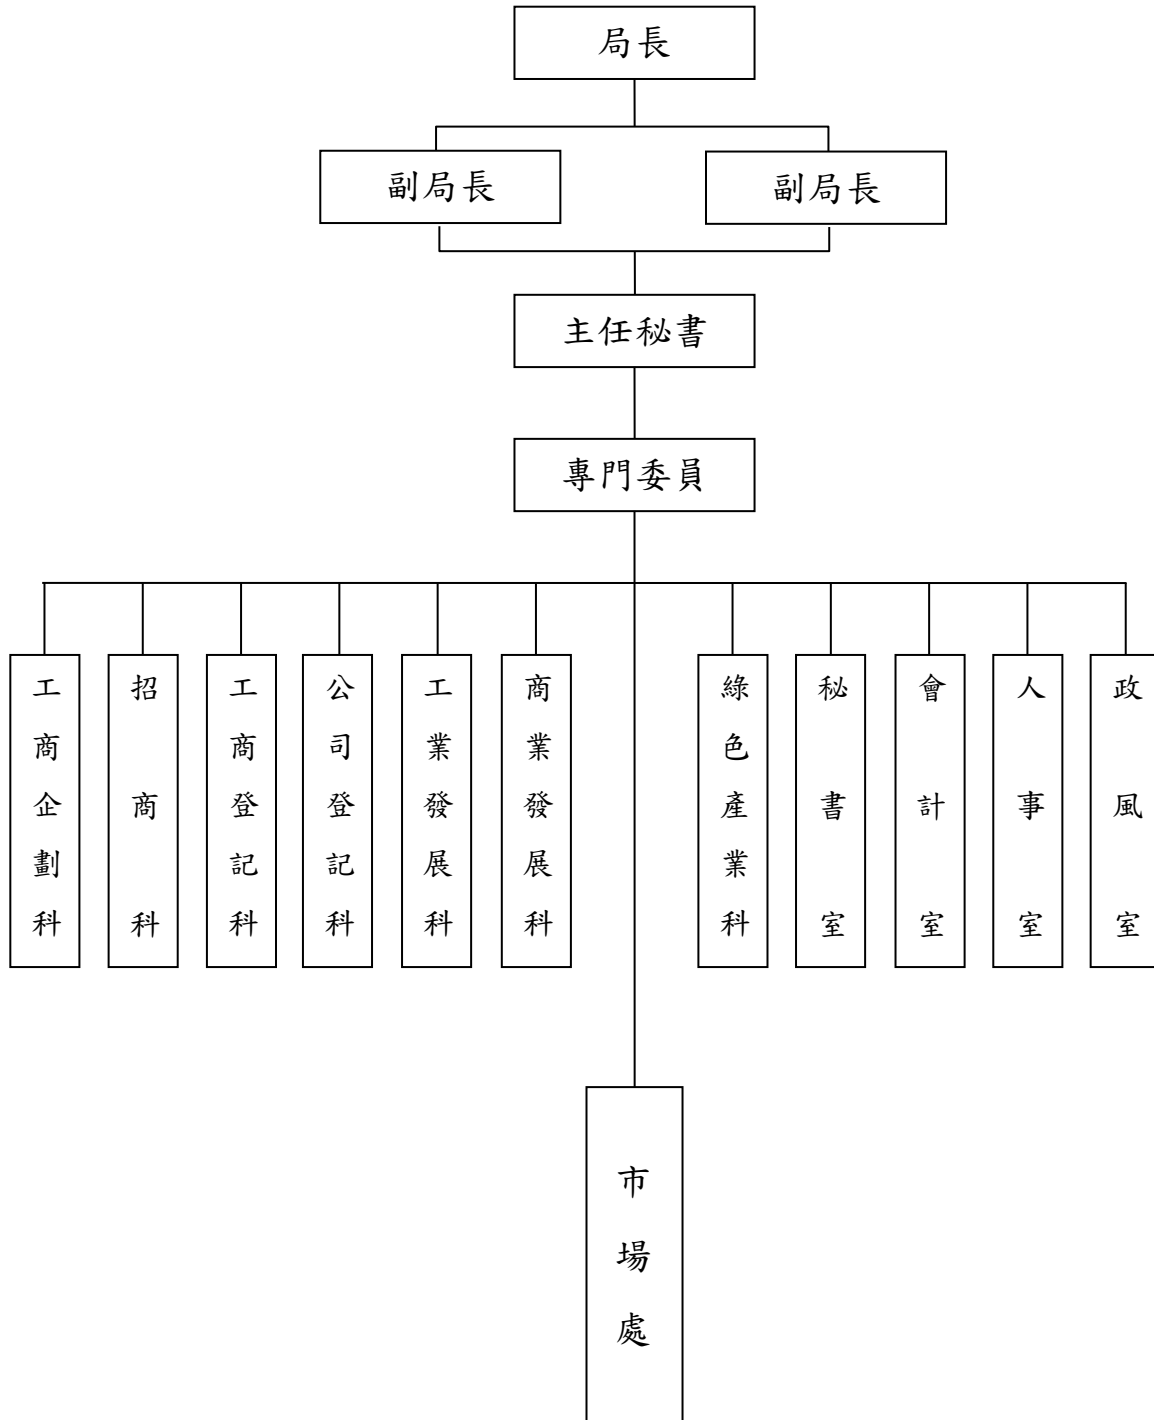 局長
副局長
副局長
主任秘書
專門委員
工商企劃科
招商科
工商登記科
公司登記科
工業發展科
商業發展科
綠色產業科
秘書室
會計室
人事室
政風室
市場處